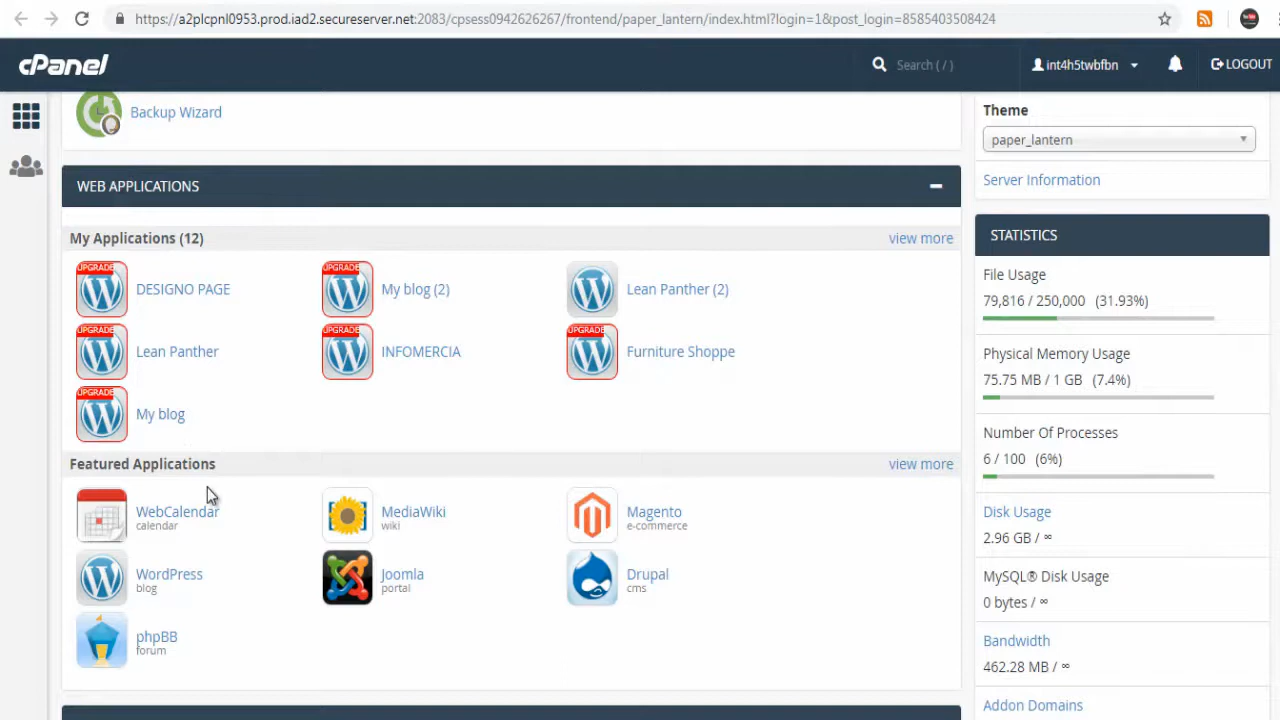 https://a2plcpnl0953.prod.iad2.secureserver.net:2083/cpsess0942626267/frontend/paper_lantern/index.html?login=1&post_login=8585403508424
cPanel
Search ( / )
int4h5twbfbn
LOGOUT
Backup Wizard
WEB APPLICATIONS
My Applications (12)
view more
UPGRADE
DESIGNO PAGE
UPGRADE
My blog (2)
Lean Panther (2)
UPGRADE
Lean Panther
UPGRADE
INFOMERCIA
UPGRADE
Furniture Shoppe
UPGRADE
My blog
Featured Applications
view more
WebCalendar
calendar
MediaWiki
wiki
Magento
e-commerce
WordPress
blog
Joomla
portal
Drupal
cms
phpBB
forum
Theme
paper_lantern
Server Information
STATISTICS
File Usage
79,816 / 250,000 (31.93%)
Physical Memory Usage
75.75 MB / 1 GB (7.4%)
Number Of Processes
6 / 100 (6%)
Disk Usage
2.96 GB / ∞
MySQL® Disk Usage
0 bytes / ∞
Bandwidth
462.28 MB / ∞
Addon Domains